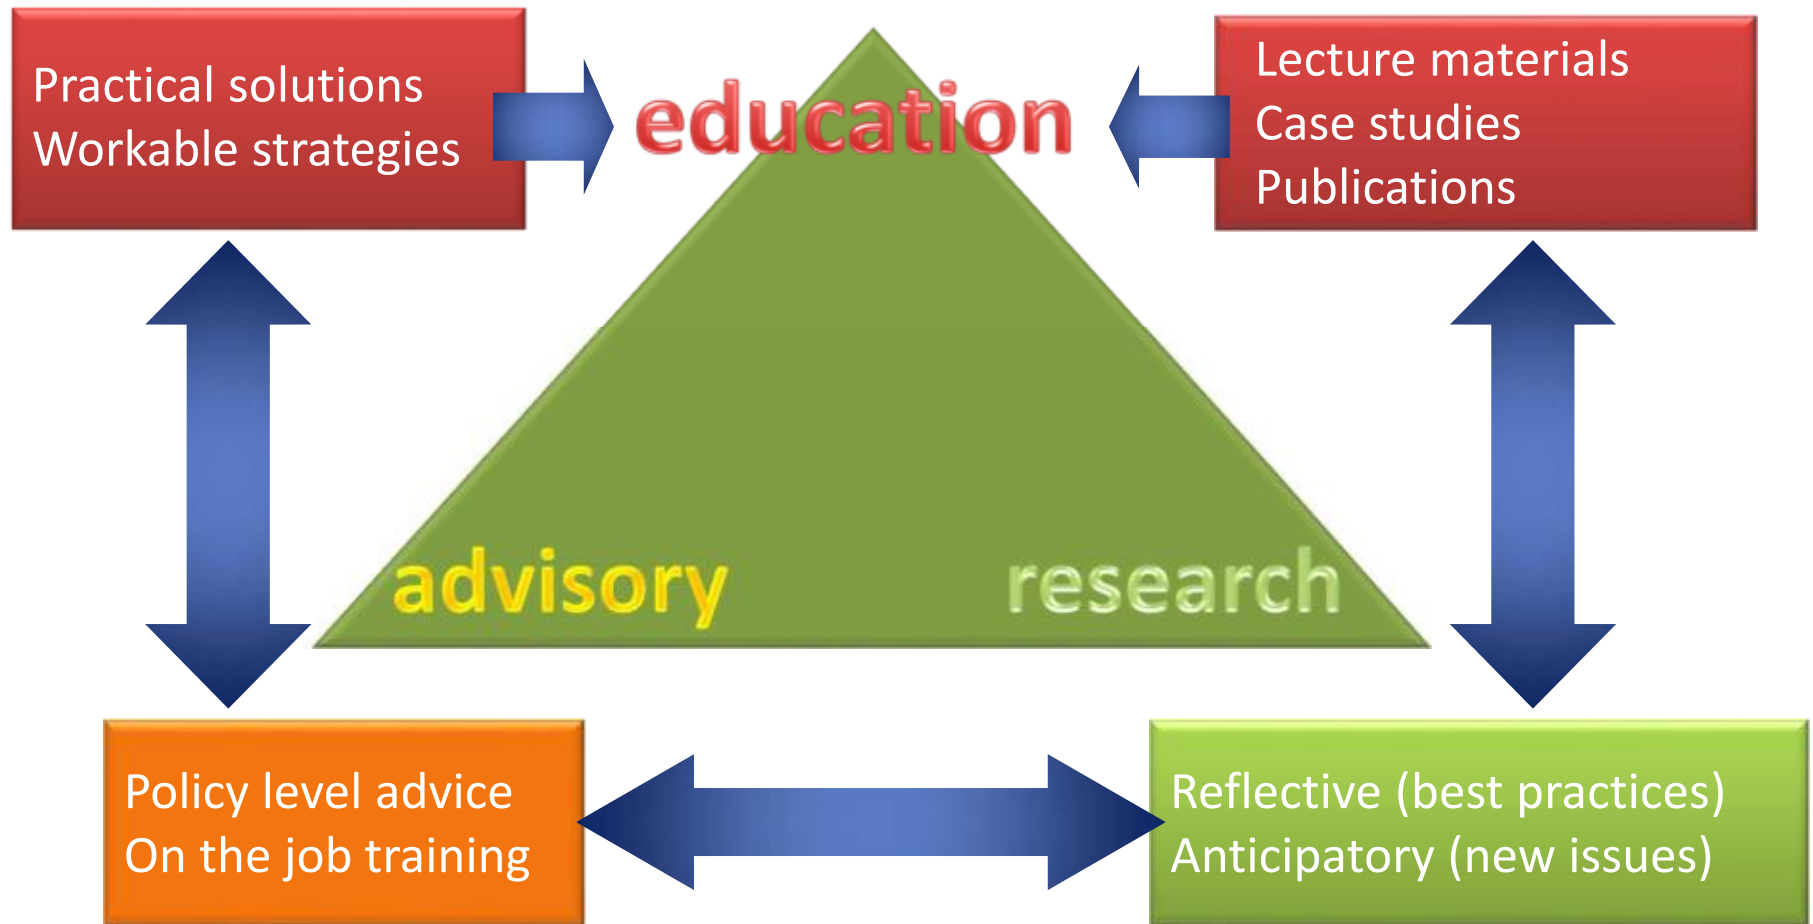 Practical solutions
Workable strategies
education
Lecture materials
Case studies
Publications
advisory
research
Policy level advice
On the job training
Reflective (best practices)
Anticipatory (new issues)